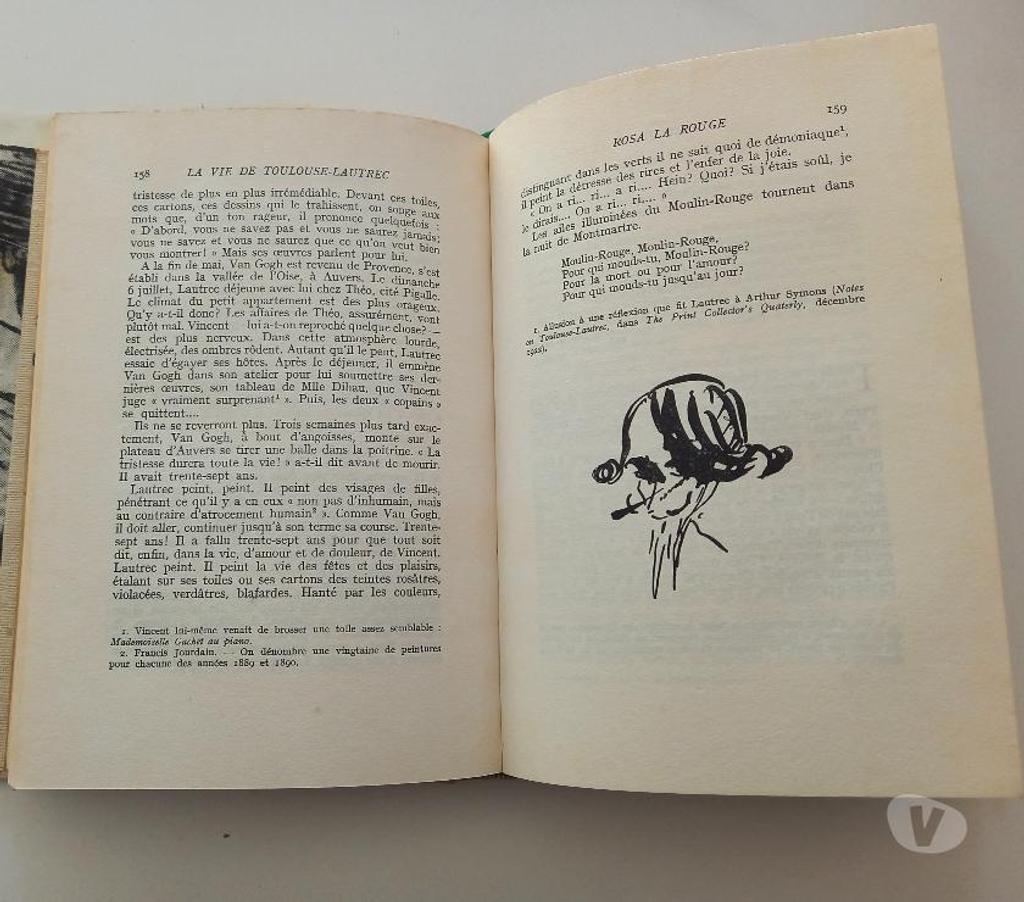 158 LA VIE DE TOULOUSE-LAUTREC
tristesse de plus en plus irrémédiable. Devant ces toiles,
ces cartons, ces dessins qui le trahissent, on songe aux
mots que, d'un ton rageur, il prononce quelquefois :
« D'abord, vous ne savez pas et vous ne saurez jamais;
vous ne savez et vous ne saurez que ce qu'on veut bien
vous montrer! » Mais ses œuvres parlent pour lui.
A la fin de mai, Van Gogh est revenu de Provence, s'est
établi dans la vallée de l'Oise, à Auvers. Le dimanche
6 juillet, Lautrec déjeune avec lui chez Théo, cité Pigalle.
Le climat du petit appartement est des plus orageux.
Qu'y a-t-il donc? Les affaires de Théo, assurément, vont
plutôt mal. Vincent — lui a-t-on reproché quelque chose? —
est des plus nerveux. Dans cette atmosphère lourde,
électrisée, des ombres rôdent. Autant qu'il le peut, Lautrec
essaie d'égayer ses hôtes. Après le déjeuner, il emmène
Van Gogh dans son atelier pour lui soumettre ses der-
nières œuvres, son tableau de Mlle Dihau, que Vincent
juge « vraiment surprenant¹ ». Puis, les deux « copains »
se quittent....
Ils ne se reverront plus. Trois semaines plus tard exac-
tement, Van Gogh, à bout d'angoisses, monte sur le
plateau d'Auvers se tirer une balle dans la poitrine. « La
tristesse durera toute la vie! » a-t-il dit avant de mourir.
Il avait trente-sept ans.
Lautrec peint, peint. Il peint des visages de filles,
pénétrant ce qu'il y a en eux « non pas d'inhumain, mais
au contraire d'atrocement humain² ». Comme Van Gogh,
il doit aller, continuer jusqu'à son terme sa course. Trente-
sept ans! Il a fallu trente-sept ans pour que tout soit
dit, enfin, dans la vie, d'amour et de douleur, de Vincent.
Lautrec peint. Il peint la vie des fêtes et des plaisirs,
étalant sur ses toiles ou ses cartons des teintes rosâtres,
violacées, verdâtres, blafardes. Hanté par les couleurs,
1. Vincent lui-même venait de brosser une toile assez semblable :
Mademoiselle Gachet au piano.
2. Francis Jourdain. — On dénombre une vingtaine de peintures
pour chacune des années 1889 et 1890.
ROSA LA ROUGE 159
distinguant dans les verts il ne sait quoi de démoniaque¹,
il peint la détresse des rires et l'enfer de la joie.
« On a ri... ri... a ri.... Hein? Quoi? Si j'étais soûl, je
le dirais.... On a ri... ri.... »
Les ailes illuminées du Moulin-Rouge tournent dans
la nuit de Montmartre.
Moulin-Rouge, Moulin-Rouge,
Pour qui mouds-tu, Moulin-Rouge?
Pour la mort ou pour l'amour?
Pour qui mouds-tu jusqu'au jour?
1. Allusion à une réflexion que fit Lautrec à Arthur Symons (Notes
on Toulouse-Lautrec, dans The Print Collector's Quaterly, décembre
1922).
V